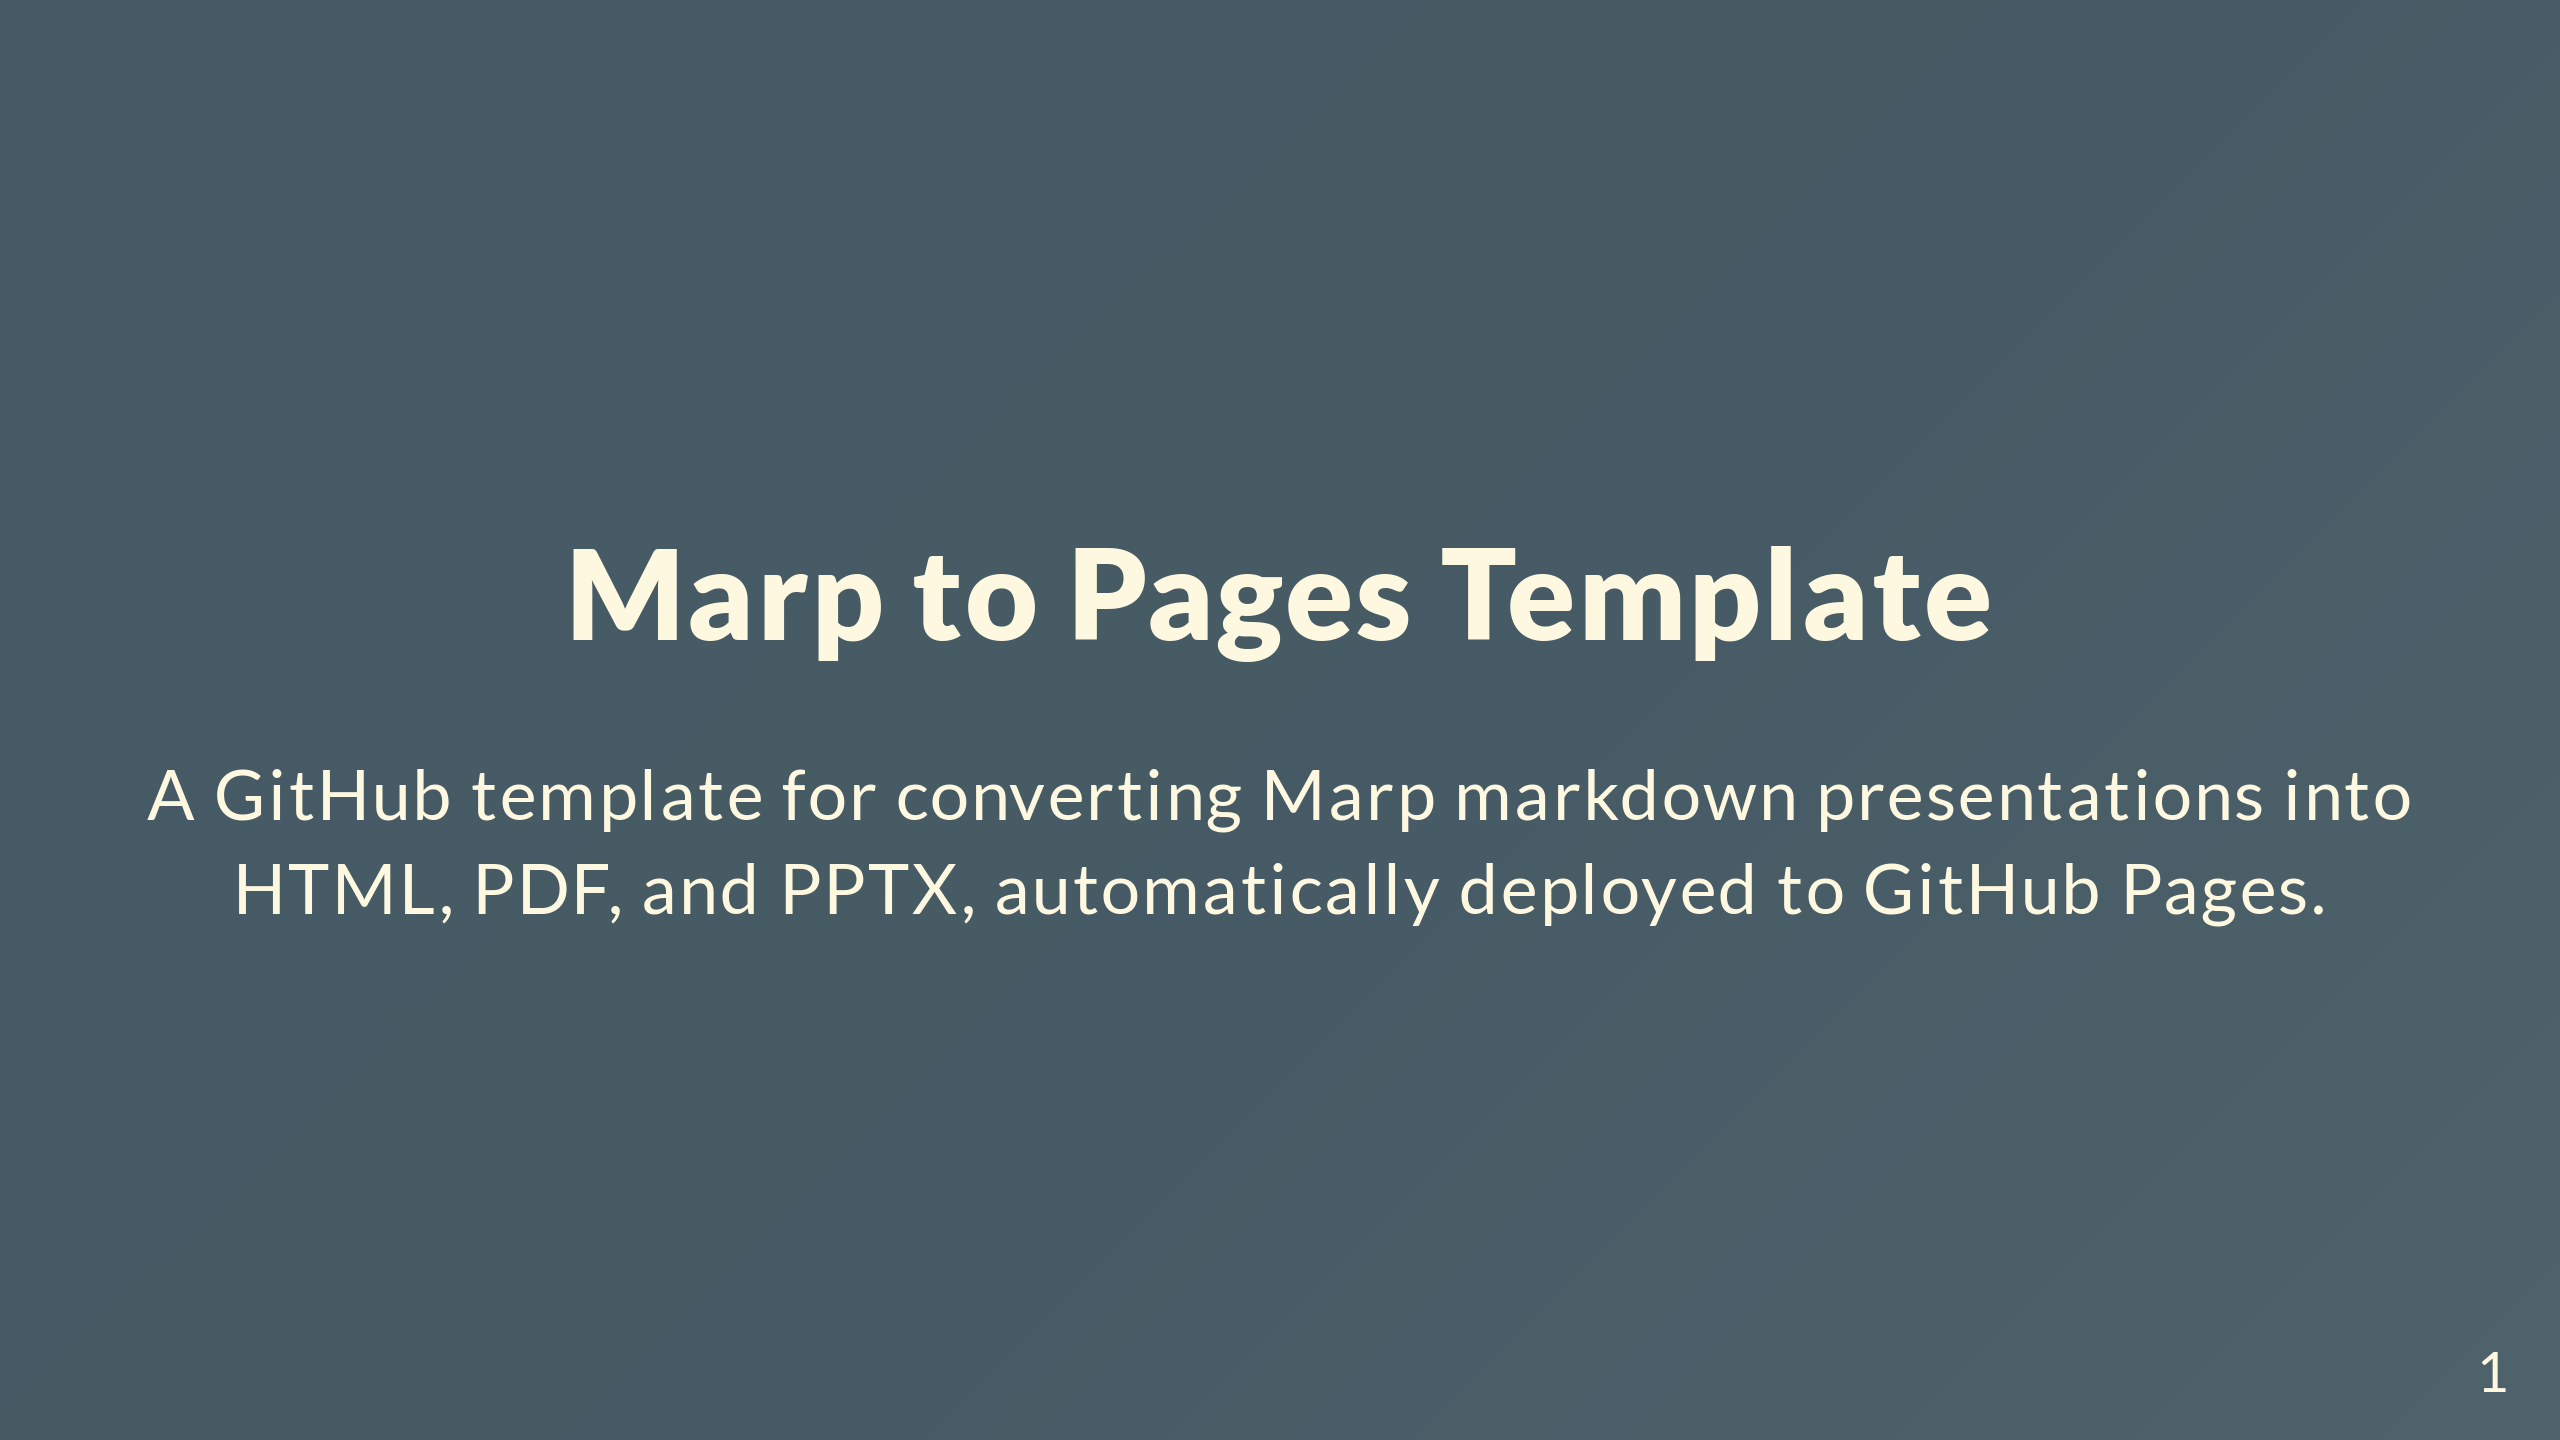 Marp to Pages Template
A GitHub template for converting Marp markdown presentations into
HTML, PDF, and PPTX, automatically deployed to GitHub Pages.
1